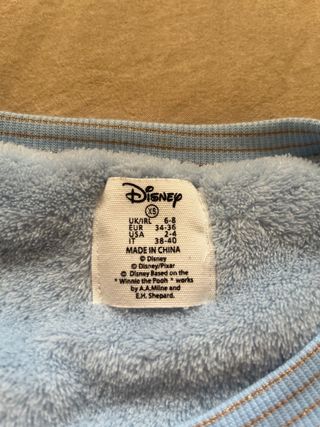 Disney
XS
UK/IRL 6-8
EUR 34-36
USA 2-4
IT 38-40
MADE IN CHINA
© Disney
© Disney/Pixar
© Disney Based on the
" Winnie the Pooh " works
by A.A.Milne and
E.H. Shepard.